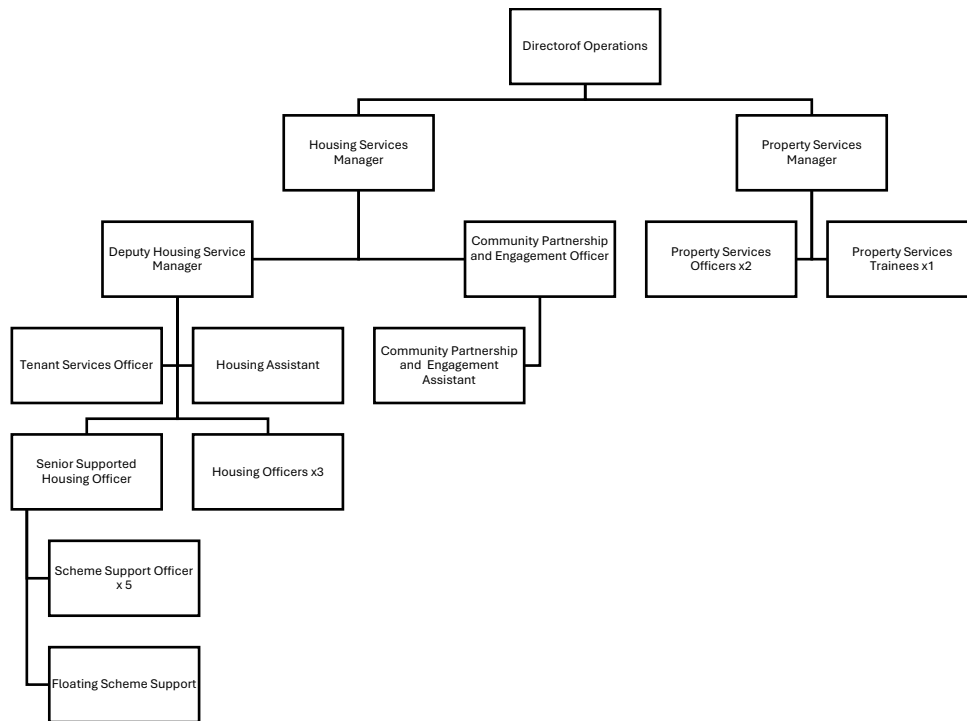 Directorof Operations
Housing Services
Manager
Property Services
Manager
Deputy Housing Service
Manager
Community Partnership
and Engagement Officer
Property Services
Officers x2
Property Services
Trainees x1
Tenant Services Officer
Housing Assistant
Community Partnership
and  Engagement
Assistant
Senior Supported
Housing Officer
Housing Officers x3
Scheme Support Officer
x 5
Floating Scheme Support